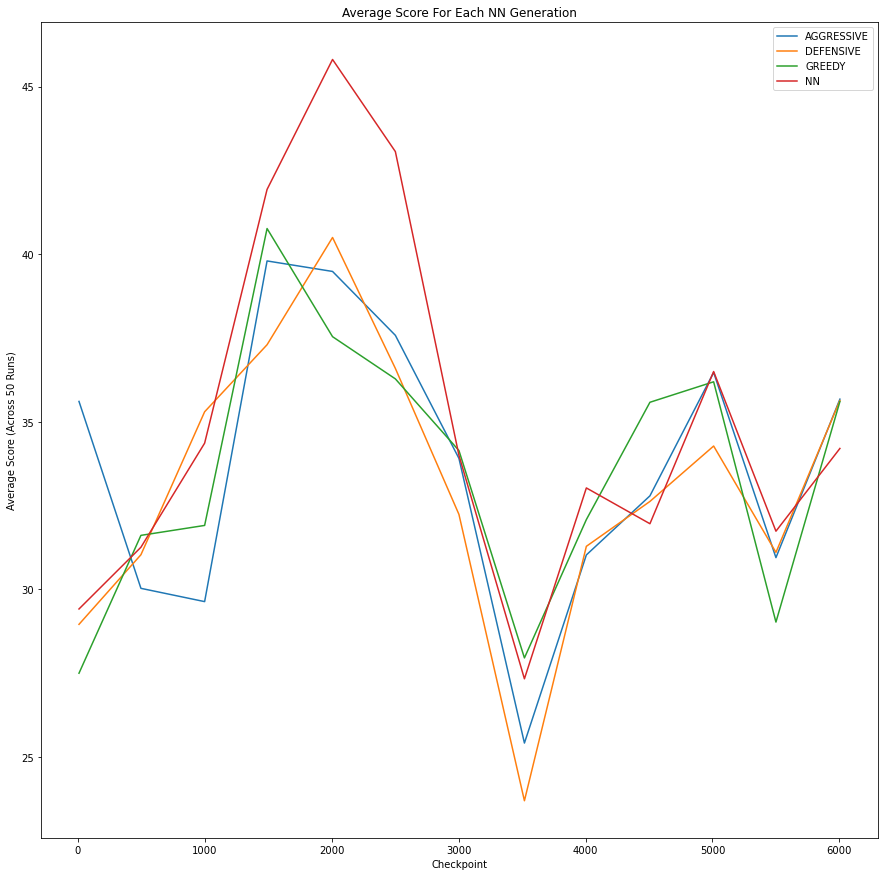 Average Score For Each NN Generation
AGGRESSIVE
DEFENSIVE
GREEDY
NN
45
40
35
30
25
Average Score (Across 50 Runs)
0 1000 2000 3000 4000 5000 6000
Checkpoint